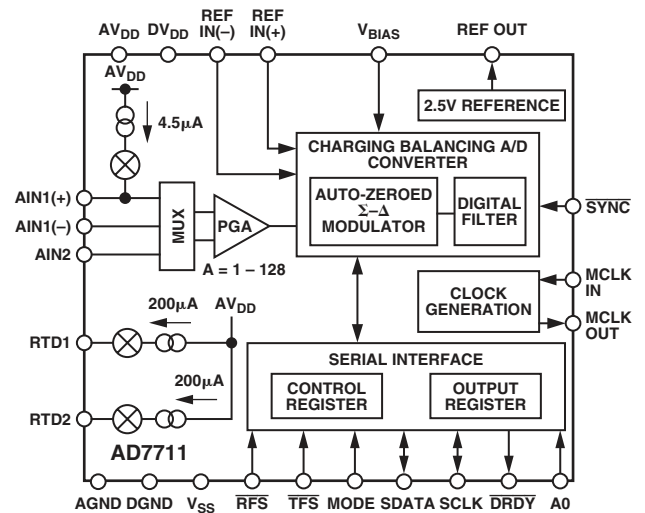 AVDD DVDD REF IN(–) REF IN(+) VBIAS REF OUT
AVDD
4.5µA
2.5V REFERENCE
CHARGING BALANCING A/D
CONVERTER
AUTO-ZEROED
Σ–Δ
MODULATOR
DIGITAL
FILTER
AIN1(+)
AIN1(–)
AIN2
MUX
PGA
A = 1 – 128
SYNC
MCLK
IN
MCLK
OUT
CLOCK
GENERATION
200µA
AVDD
RTD1
200µA
RTD2
SERIAL INTERFACE
CONTROL
REGISTER
OUTPUT
REGISTER
AD7711
AGND DGND VSS RFS TFS MODE SDATA SCLK DRDY A0